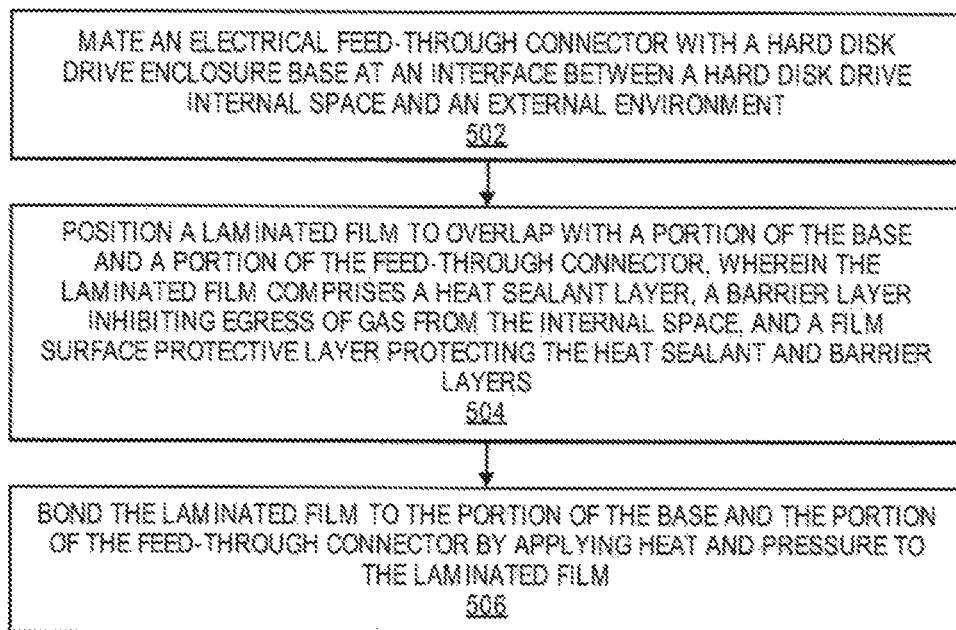 MATE AN ELECTRICAL FEED-THROUGH CONNECTOR WITH A HARD DISK
DRIVE ENCLOSURE BASE AT AN INTERFACE BETWEEN A HARD DISK DRIVE
INTERNAL SPACE AND AN EXTERNAL ENVIRONMENT
502
POSITION A LAMINATED FILM TO OVERLAP WITH A PORTION OF THE BASE
AND A PORTION OF THE FEED-THROUGH CONNECTOR, WHEREIN THE
LAMINATED FILM COMPRISES A HEAT SEALANT LAYER, A BARRIER LAYER
INHIBITING EGRESS OF GAS FROM THE INTERNAL SPACE, AND A FILM
SURFACE PROTECTIVE LAYER PROTECTING THE HEAT SEALANT AND BARRIER
LAYERS
504
BOND THE LAMINATED FILM TO THE PORTION OF THE BASE AND THE PORTION
OF THE FEED-THROUGH CONNECTOR BY APPLYING HEAT AND PRESSURE TO
THE LAMINATED FILM
506